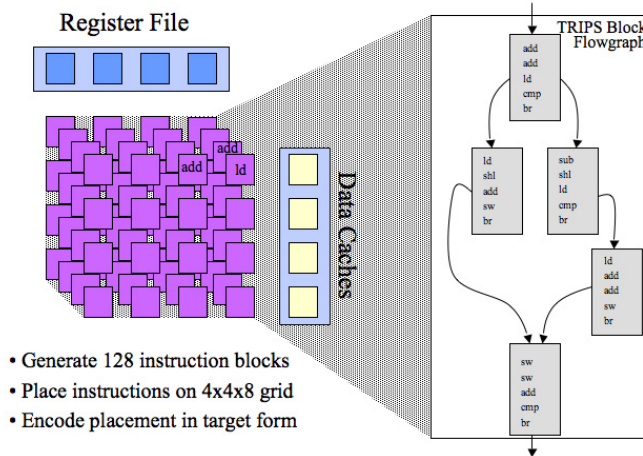 Register File
TRIPS Block
Flowgraph
add
add
ld
cmp
br
add
add
ld
Data Caches
ld
shl
add
sw
br
sub
shl
ld
cmp
br
ld
add
add
sw
br
sw
sw
add
cmp
br
• Generate 128 instruction blocks
• Place instructions on 4x4x8 grid
• Encode placement in target form